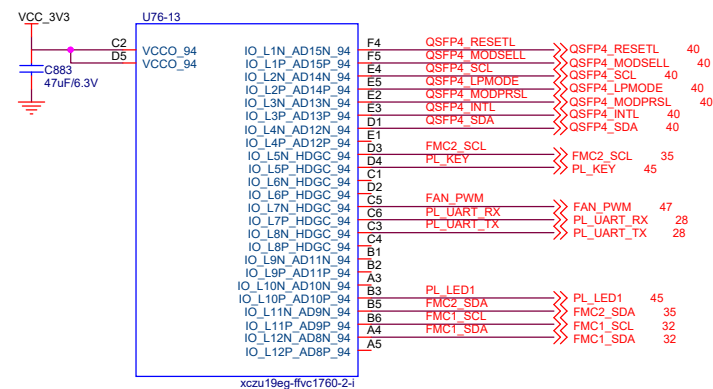 VCC_3V3
U76-13
C2 VCCO_94
D5 VCCO_94
C883
47uF/6.3V
IO_L1N_AD15N_94 F4 QSFP4_RESETL QSFP4_RESETL 40
IO_L1P_AD15P_94 F5 QSFP4_MODSELL QSFP4_MODSELL 40
IO_L2N_AD14N_94 E4 QSFP4_SCL QSFP4_SCL 40
IO_L2P_AD14P_94 E5 QSFP4_LPMODE QSFP4_LPMODE 40
IO_L3N_AD13N_94 E2 QSFP4_MODPRSL QSFP4_MODPRSL 40
IO_L3P_AD13P_94 E3 QSFP4_INTL QSFP4_INTL 40
IO_L4N_AD12N_94 D1 QSFP4_SDA QSFP4_SDA 40
IO_L4P_AD12P_94 E1
IO_L5N_HDGC_94 D3 FMC2_SCL FMC2_SCL 35
IO_L5P_HDGC_94 D4 PL_KEY PL_KEY 45
IO_L6N_HDGC_94 C1
IO_L6P_HDGC_94 D2
IO_L7N_HDGC_94 C5 FAN_PWM FAN_PWM 47
IO_L7P_HDGC_94 C6 PL_UART_RX PL_UART_RX 28
IO_L8N_HDGC_94 C3 PL_UART_TX PL_UART_TX 28
IO_L8P_HDGC_94 C4
IO_L9N_AD11N_94 B1
IO_L9P_AD11P_94 B2
IO_L10N_AD10N_94 A3
IO_L10P_AD10P_94 B3 PL_LED1 PL_LED1 45
IO_L11N_AD9N_94 B5 FMC2_SDA FMC2_SDA 35
IO_L11P_AD9P_94 B6 FMC1_SCL FMC1_SCL 32
IO_L12N_AD8N_94 A4 FMC1_SDA FMC1_SDA 32
IO_L12P_AD8P_94 A5
xczu19eg-ffvc1760-2-i